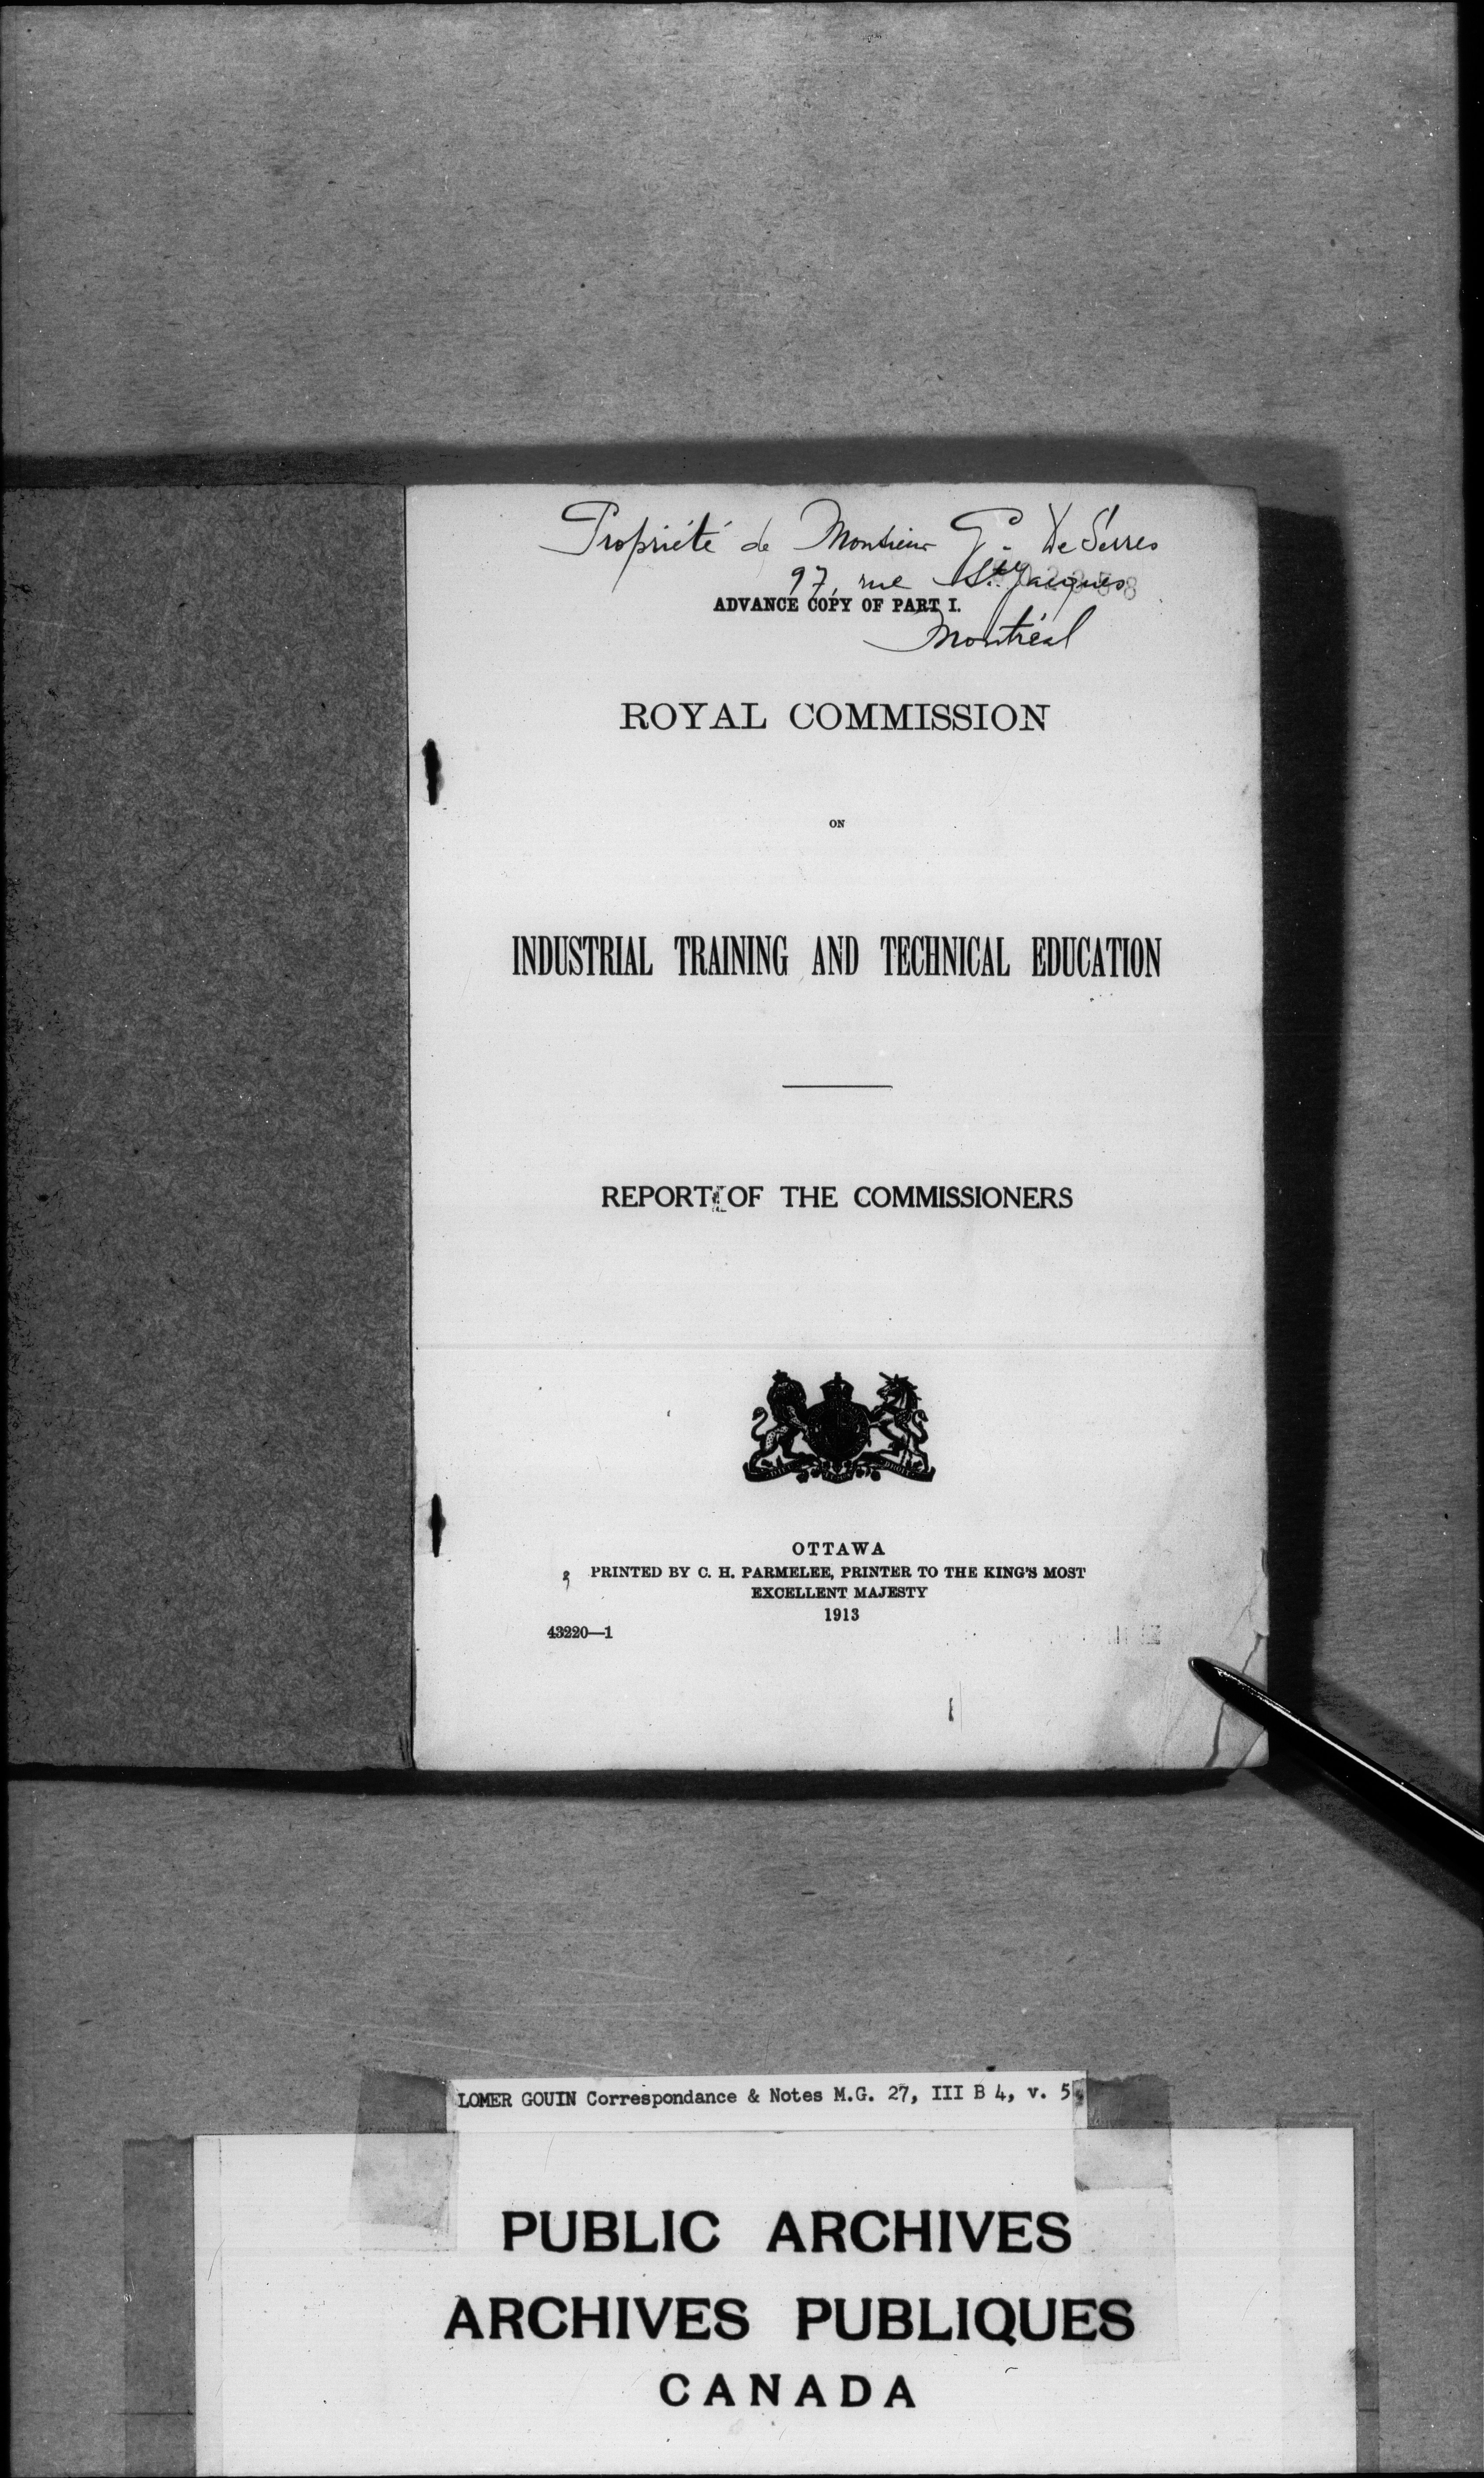 Propriété de Monsieur G. De Serres
97, rue St. Jacques
ADVANCE COPY OF PART I.
Montréal
ROYAL COMMISSION
ON
INDUSTRIAL TRAINING AND TECHNICAL EDUCATION
REPORT OF THE COMMISSIONERS
OTTAWA
PRINTED BY C. H. PARMELEE, PRINTER TO THE KING'S MOST
EXCELLENT MAJESTY
1913
43220—1
LOMER GOUIN Correspondance & Notes M.G. 27, III B 4, v. 5
PUBLIC ARCHIVES
ARCHIVES PUBLIQUES
CANADA